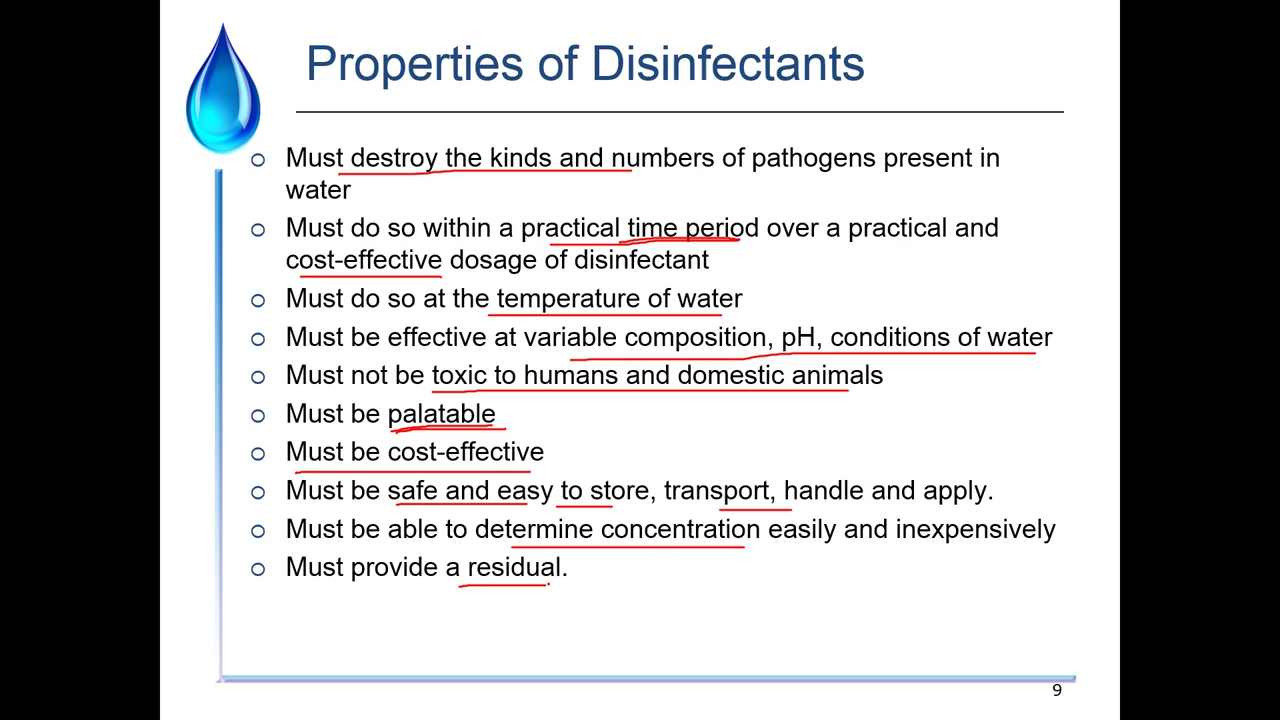 Properties of Disinfectants
Must destroy the kinds and numbers of pathogens present in
water
Must do so within a practical time period over a practical and
cost-effective dosage of disinfectant
Must do so at the temperature of water
Must be effective at variable composition, pH, conditions of water
Must not be toxic to humans and domestic animals
Must be palatable
Must be cost-effective
Must be safe and easy to store, transport, handle and apply.
Must be able to determine concentration easily and inexpensively
Must provide a residual.
9